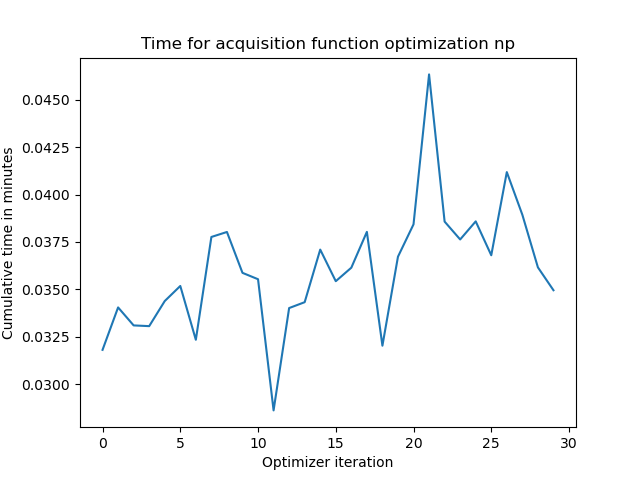 Time for acquisition function optimization np
Cumulative time in minutes
0.0450
0.0425
0.0400
0.0375
0.0350
0.0325
0.0300
0 5 10 15 20 25 30
Optimizer iteration